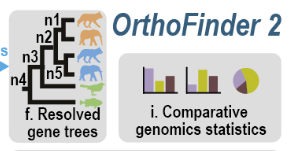 OrthoFinder 2
n1
n2
n3
n5
n4
s
f. Resolved
gene trees
i. Comparative
genomics statistics